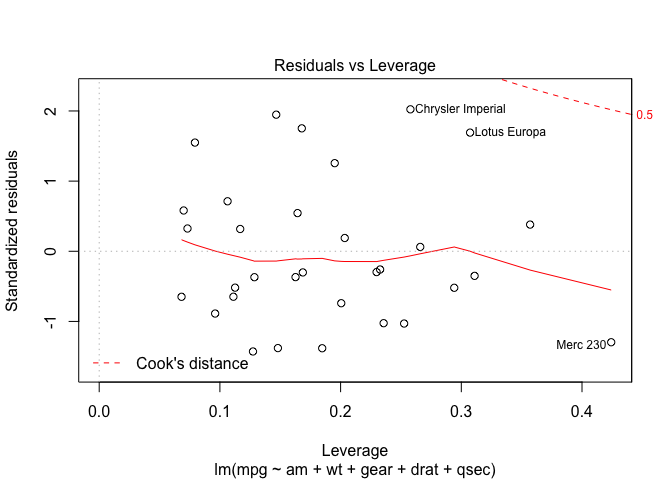 Residuals vs Leverage
Standardized residuals
2
1
0
-1
Chrysler Imperial
Lotus Europa
0.5
Merc 230
Cook's distance
0.0 0.1 0.2 0.3 0.4
Leverage
lm(mpg ~ am + wt + gear + drat + qsec)